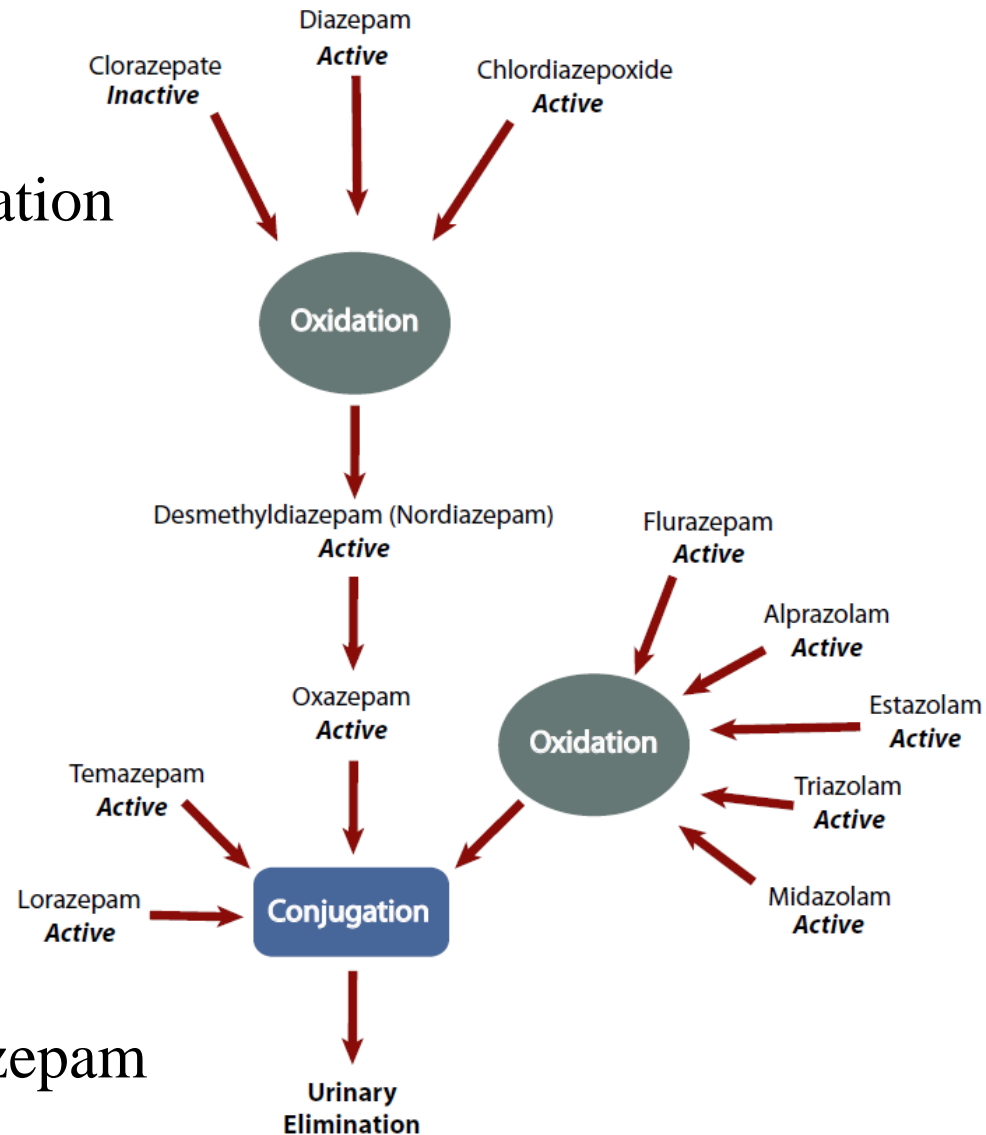 Diazepam
Active
Clorazepate
Inactive
Chlordiazepoxide
Active
ation
Oxidation
Desmethyldiazepam (Nordiazepam)
Active
Flurazepam
Active
Alprazolam
Active
Oxazepam
Active
Estazolam
Active
Oxidation
Temazepam
Active
Triazolam
Active
Lorazepam
Active
Conjugation
Midazolam
Active
zepam
Urinary
Elimination